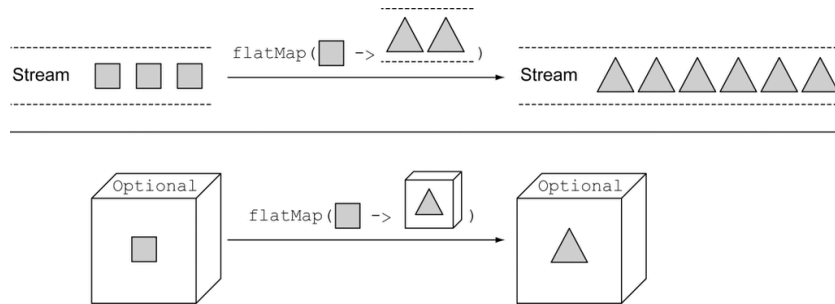 Stream flatMap( -> ) Stream
Optional flatMap( -> ) Optional